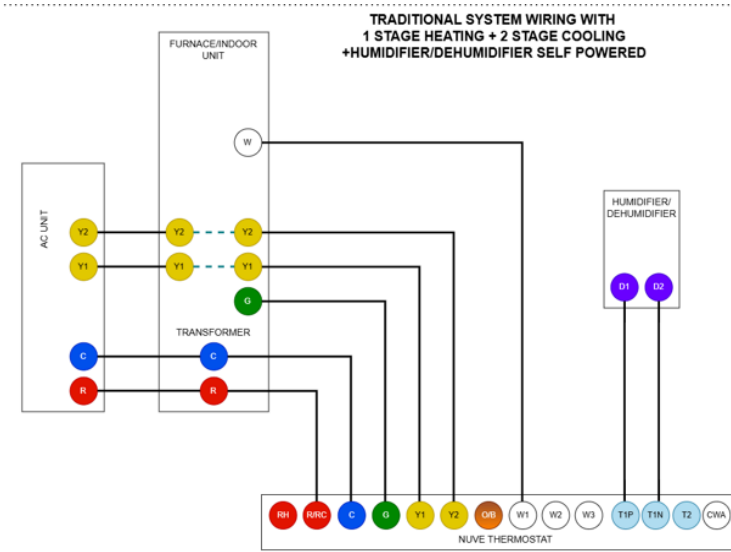 TRADITIONAL SYSTEM WIRING WITH
1 STAGE HEATING + 2 STAGE COOLING
+HUMIDIFIER/DEHUMIDIFIER SELF POWERED
FURNACE/INDOOR
UNIT
W
AC UNIT
HUMIDIFIER/
DEHUMIDIFIER
Y2 Y2 Y2
Y1 Y1 Y1
D1 D2
G
TRANSFORMER
C C
R R
RH R/RC C G Y1 Y2 O/B W1 W2 W3 T1P T1N T2 CWA
NUVE THERMOSTAT